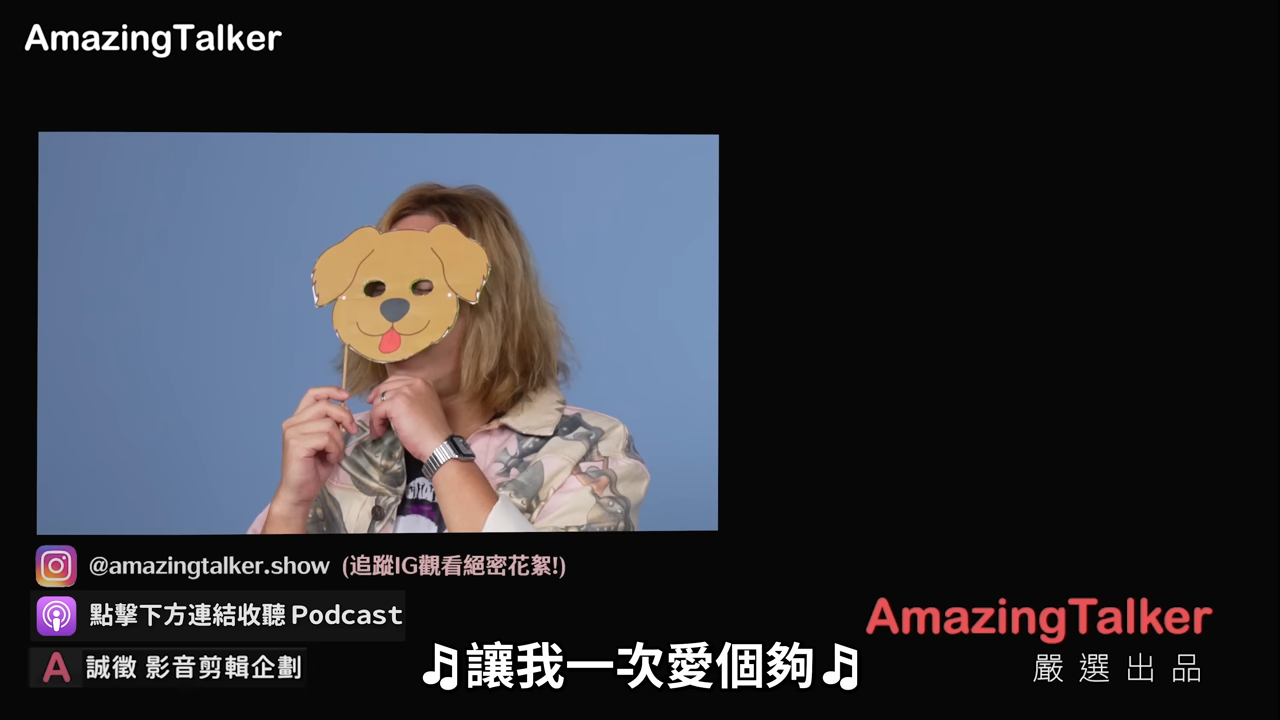 AmazingTalker
@amazingtalker.show (追蹤IG觀看絕密花絮!)
點擊下方連結收聽 Podcast
A 誠徵 影音剪輯企劃
♫讓我一次愛個夠♫
AmazingTalker
嚴選出品